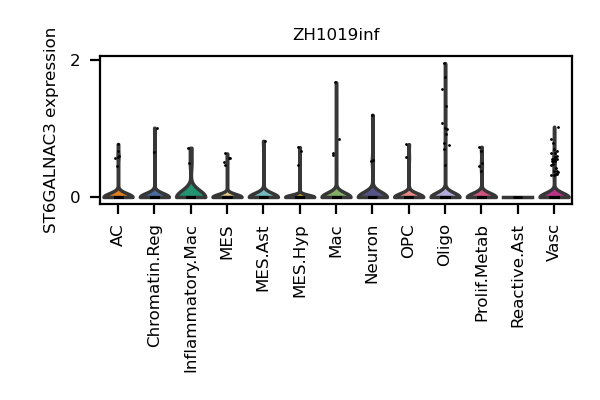 ZH1019inf
ST6GALNAC3 expression
2
0
AC
Chromatin.Reg
Inflammatory.Mac
MES
MES.Ast
MES.Hyp
Mac
Neuron
OPC
Oligo
Prolif.Metab
Reactive.Ast
Vasc